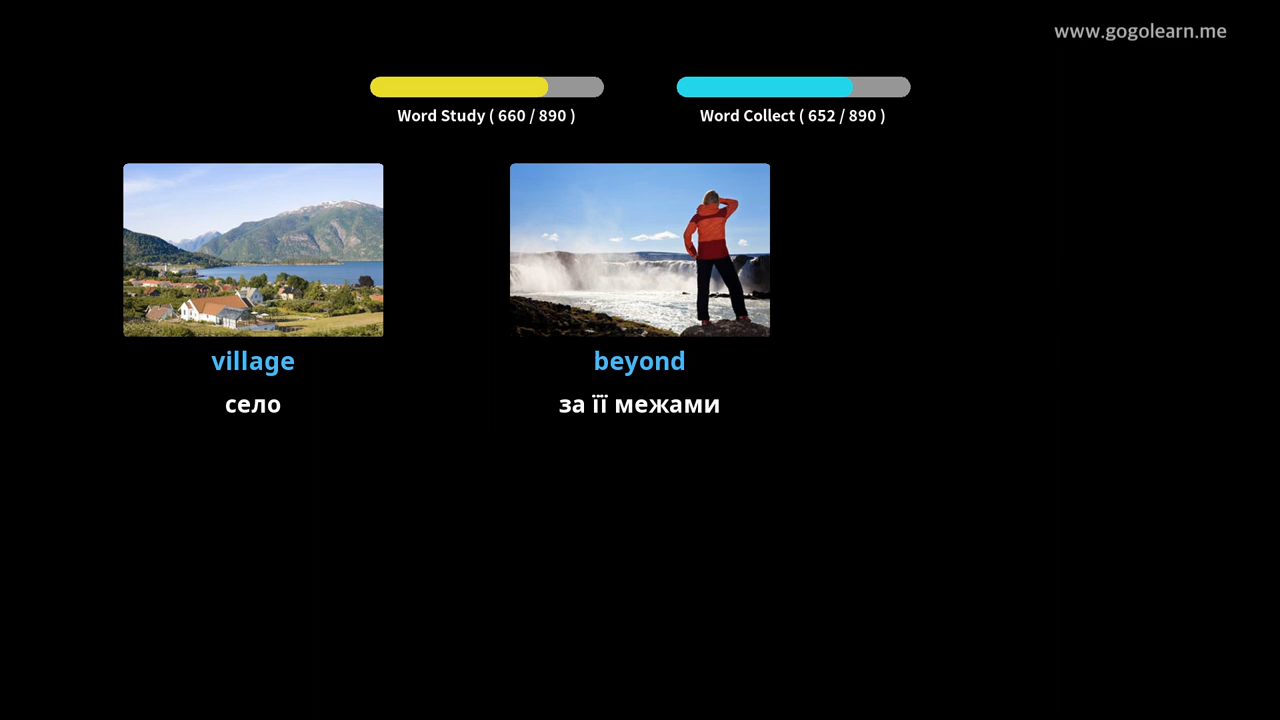 www.gogolearn.me
Word Study ( 660 / 890 )
Word Collect ( 652 / 890 )
village
beyond
село
за її межами